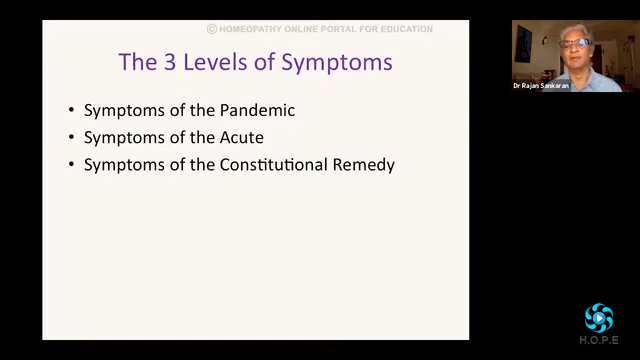 © HOMEOPATHY ONLINE PORTAL FOR EDUCATION
The 3 Levels of Symptoms
• Symptoms of the Pandemic
• Symptoms of the Acute
• Symptoms of the Constitutional Remedy
Dr Rajan Sankaran
H.O.P.E